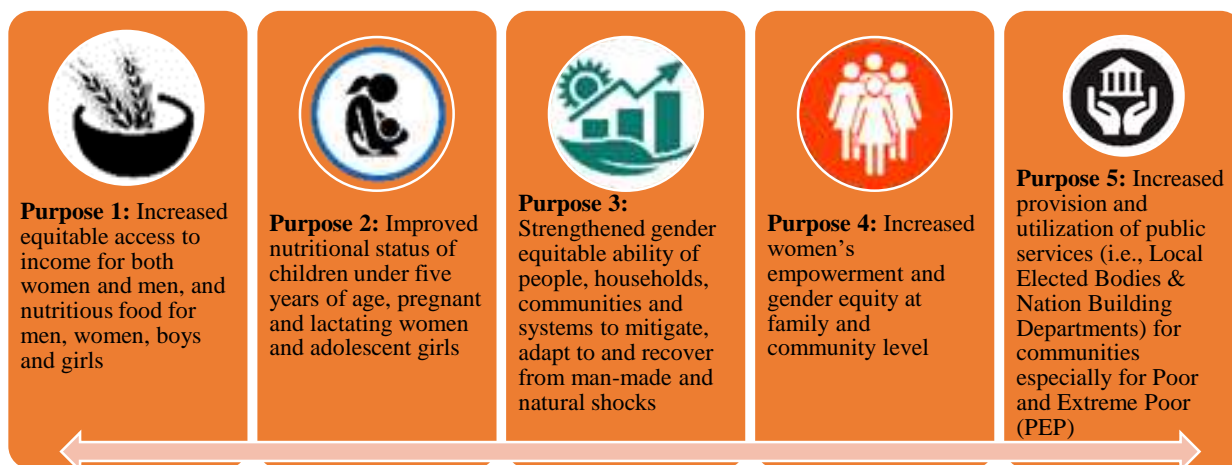 Purpose 1: Increased
equitable access to
income for both
women and men, and
nutritious food for
men, women, boys
and girls
Purpose 2: Improved
nutritional status of
children under five
years of age, pregnant
and lactating women
and adolescent girls
Purpose 3:
Strengthened gender
equitable ability of
people, households,
communities and
systems to mitigate,
adapt to and recover
from man-made and
natural shocks
Purpose 4: Increased
women’s
empowerment and
gender equity at
family and
community level
Purpose 5: Increased
provision and
utilization of public
services (i.e., Local
Elected Bodies &
Nation Building
Departments) for
communities
especially for Poor
and Extreme Poor
(PEP)